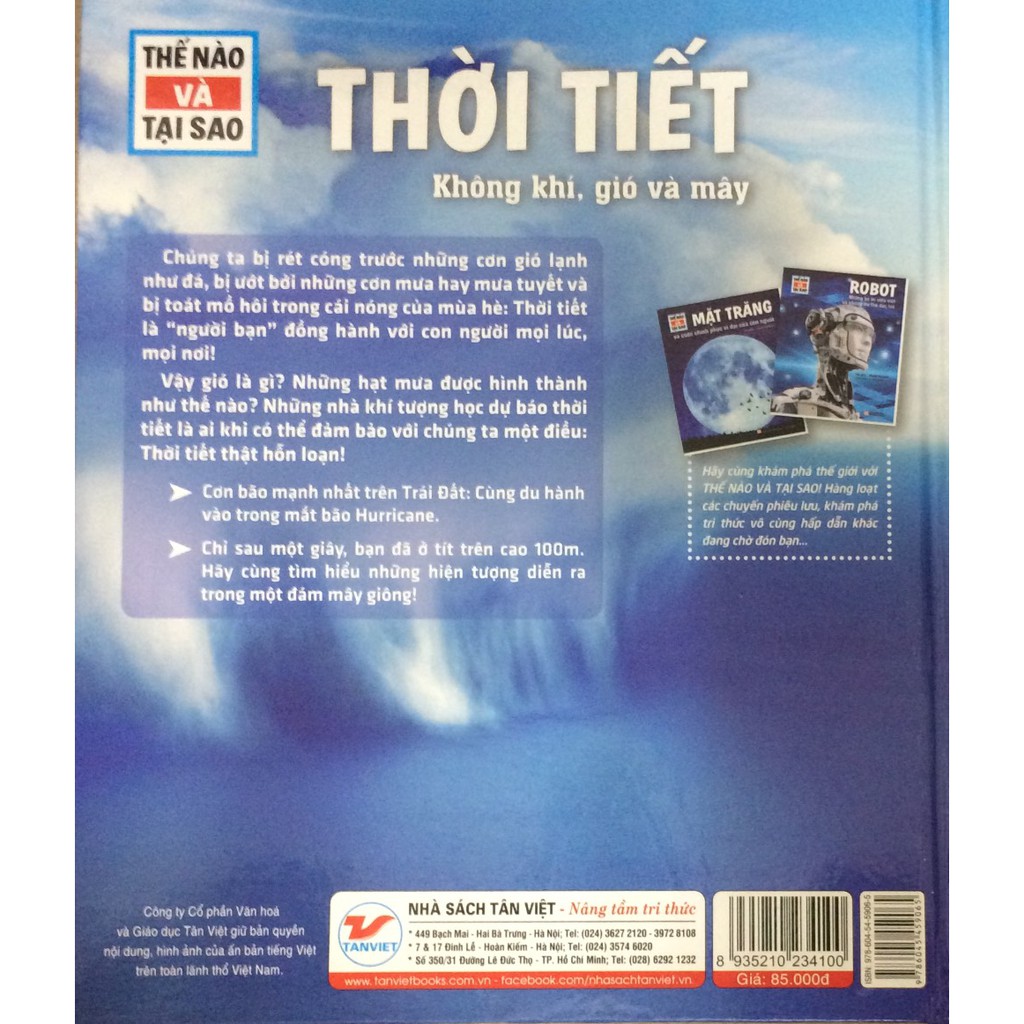 THẾ NÀO
VÀ
TẠI SAO
THỜI TIẾT
Không khí, gió và mây
Chúng ta bị rét cóng trước những cơn gió lạnh
như đá, bị ướt bởi những cơn mưa hay mưa tuyết và
bị toát mồ hôi trong cái nóng của mùa hè: Thời tiết
là “người bạn” đồng hành với con người mọi lúc,
mọi nơi!
Vậy gió là gì? Những hạt mưa được hình thành
như thế nào? Những nhà khí tượng học dự báo thời
tiết là ai khi có thể đảm bảo với chúng ta một điều:
Thời tiết thật hỗn loạn!
Cơn bão mạnh nhất trên Trái Đất: Cùng du hành
vào trong mắt bão Hurricane.
Chỉ sau một giây, bạn đã ở tít trên cao 100m.
Hãy cùng tìm hiểu những hiện tượng diễn ra
trong một đám mây giông!
MẶT TRĂNG
ROBOT
Hãy cùng khám phá thế giới với
THẾ NÀO VÀ TẠI SAO! Hàng loạt
các chuyến phiêu lưu, khám phá
tri thức vô cùng hấp dẫn khác
đang chờ đón bạn...
Công ty Cổ phần Văn hoá
và Giáo dục Tân Việt giữ bản quyền
nội dung, hình ảnh của ấn bản tiếng Việt
trên toàn lãnh thổ Việt Nam.
TANVIET
NHÀ SÁCH TÂN VIỆT - Nâng tầm tri thức
* 449 Bạch Mai - Hai Bà Trưng - Hà Nội; Tel: (024) 3627 2120 - 3972 8108
* 7 & 17 Đinh Lễ - Hoàn Kiếm - Hà Nội; Tel: (024) 3574 6020
* Số 350/31 Đường Lê Đức Thọ - TP. Hồ Chí Minh; Tel: (028) 6292 1232
www.tanvietbooks.com.vn - facebook.com/nhasachtanviet.vn
8 935210 234100
Giá: 85.000đ
ISBN: 978-604-54-5906-5
9786045459065